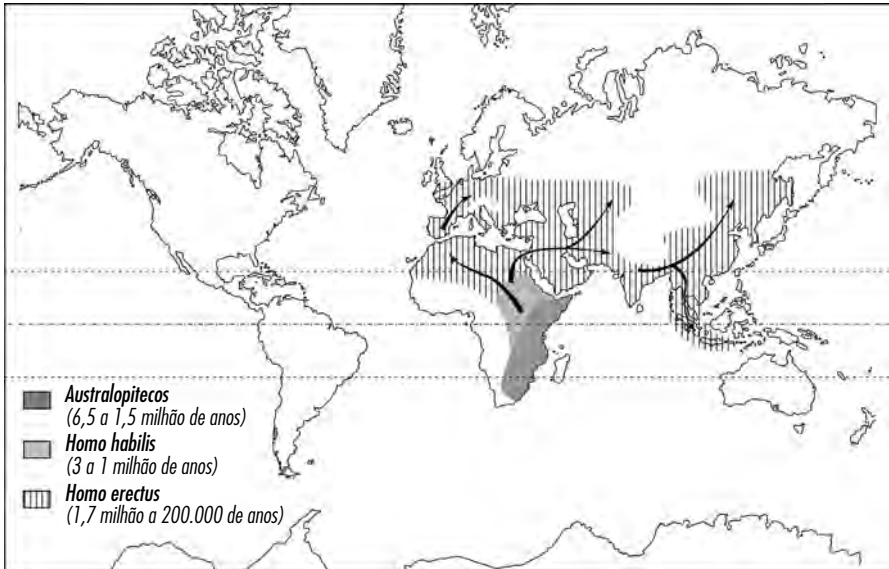 Australopitecos
(6,5 a 1,5 milhão de anos)
Homo habilis
(3 a 1 milhão de anos)
Homo erectus
(1,7 milhão a 200.000 de anos)